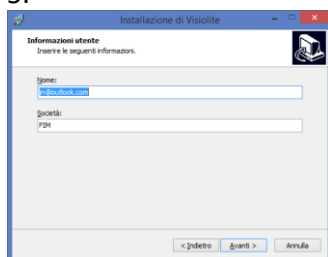 Installazione di Visiolite
Informazioni utente
Inserire le seguenti informazioni.
Nome:
@outlook.com
Società:
FIM
< Indietro
Avanti >
Annulla